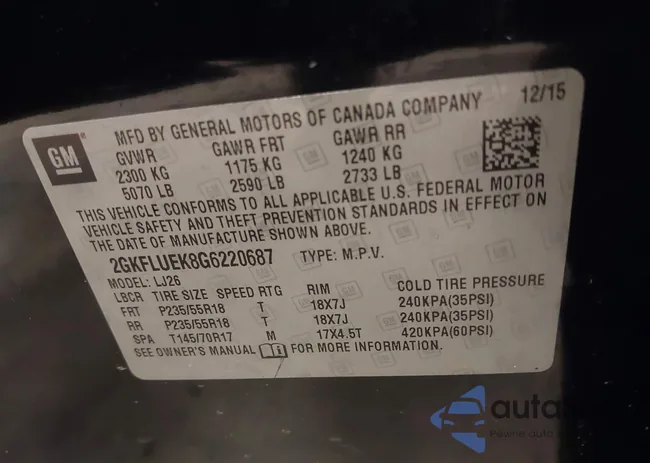 12/15
GM
MFD BY GENERAL MOTORS OF CANADA COMPANY
GVWR GAWR FRT GAWR RR
2300 KG 1175 KG 1240 KG
5070 LB 2590 LB 2733 LB
THIS VEHICLE CONFORMS TO ALL APPLICABLE U.S. FEDERAL MOTOR
VEHICLE SAFETY AND THEFT PREVENTION STANDARDS IN EFFECT ON
THE DATE OF MANUFACTURE SHOWN ABOVE.
2GKFLUEK8G6220687 TYPE: M.P.V.
MODEL: LJ26
LBCR TIRE SIZE SPEED RTG RIM COLD TIRE PRESSURE
FRT P235/55R18 T 18X7J 240KPA(35PSI)
RR P235/55R18 T 18X7J 240KPA(35PSI)
SPA T145/70R17 M 17X4.5T 420KPA(60PSI)
SEE OWNER'S MANUAL FOR MORE INFORMATION.
Pewne auto